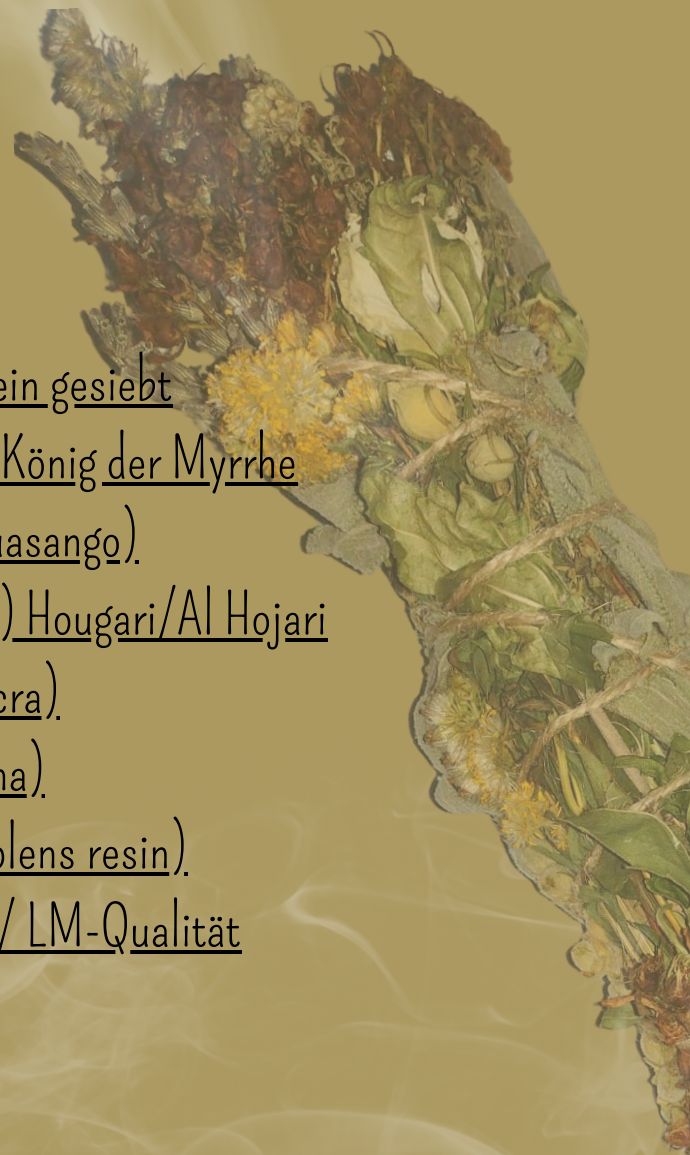 ein gesiebt
König der Myrrhe
uasango)
) Hougari/Al Hojari
cra)
na)
olens resin)
/ LM-Qualität